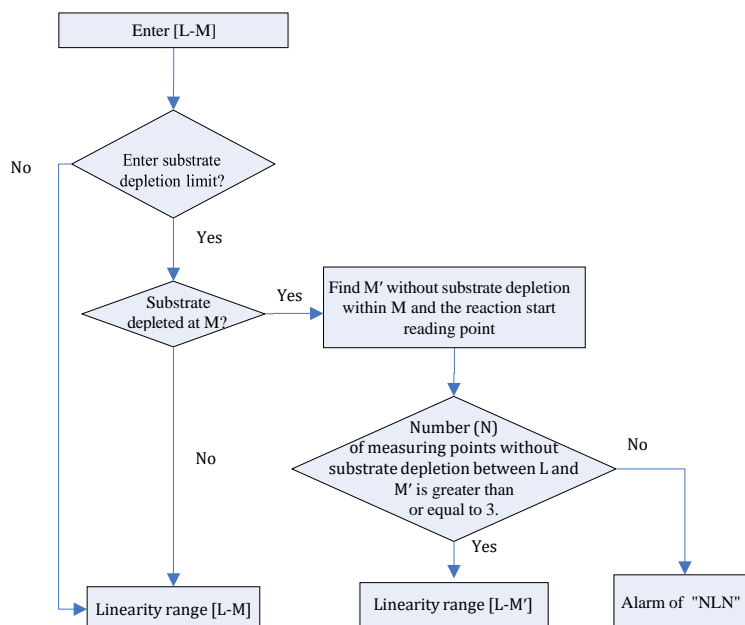 Enter [L-M]
No
Enter substrate
depletion limit?
Yes
Substrate
depleted at M?
Yes
Find M′ without substrate depletion
within M and the reaction start
reading point
No
Number (N)
of measuring points without
substrate depletion between L and
M′ is greater than
or equal to 3.
No
Yes
Linearity range [L-M]
Linearity range [L-M′]
Alarm of "NLN"